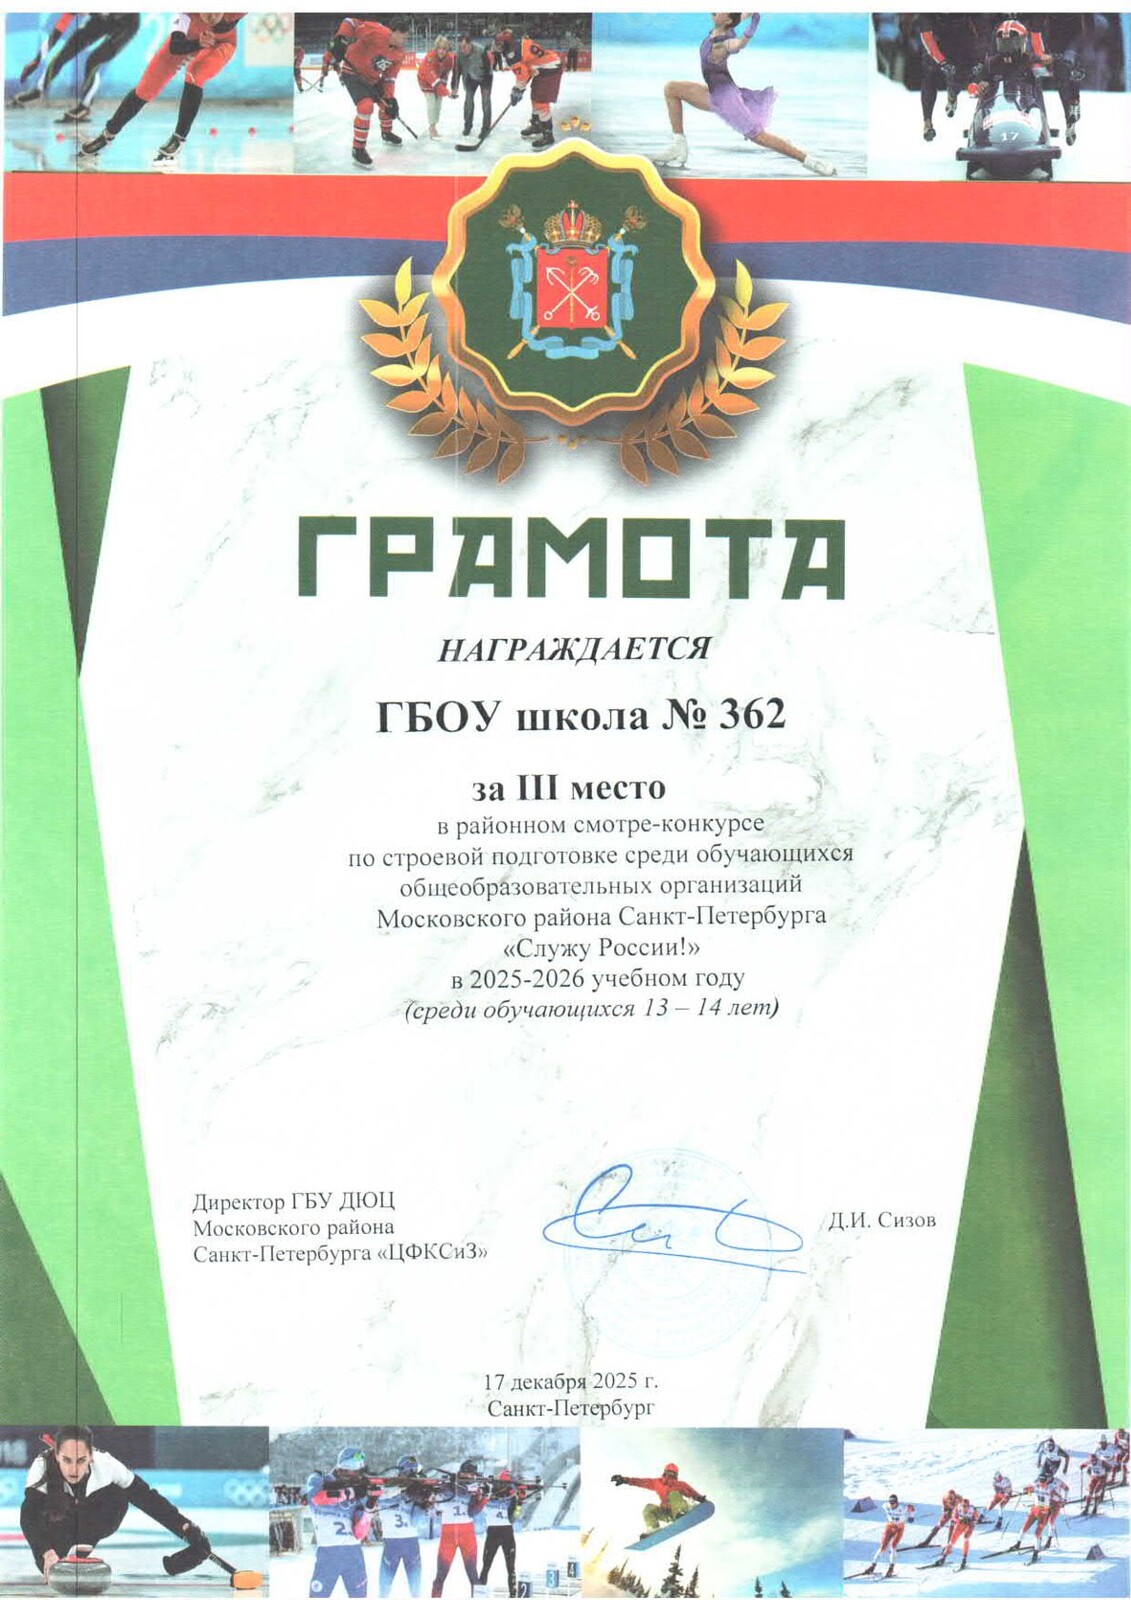 ГРАМОТА
НАГРАЖДАЕТСЯ
ГБОУ школа № 362
за III место
в районном смотре-конкурсе
по строевой подготовке среди обучающихся
общеобразовательных организаций
Московского района Санкт-Петербурга
«Служу России!»
в 2025-2026 учебном году
(среди обучающихся 13 – 14 лет)
Директор ГБУ ДЮЦ
Московского района
Санкт-Петербурга «ЦФКСиЗ»
Д.И. Сизов
17 декабря 2025 г.
Санкт-Петербург